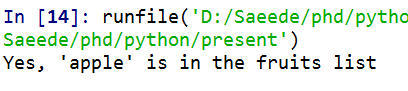 In [14]: runfile('D:/Saeede/phd/pytho
Saeede/phd/python/present')
Yes, 'apple' is in the fruits list